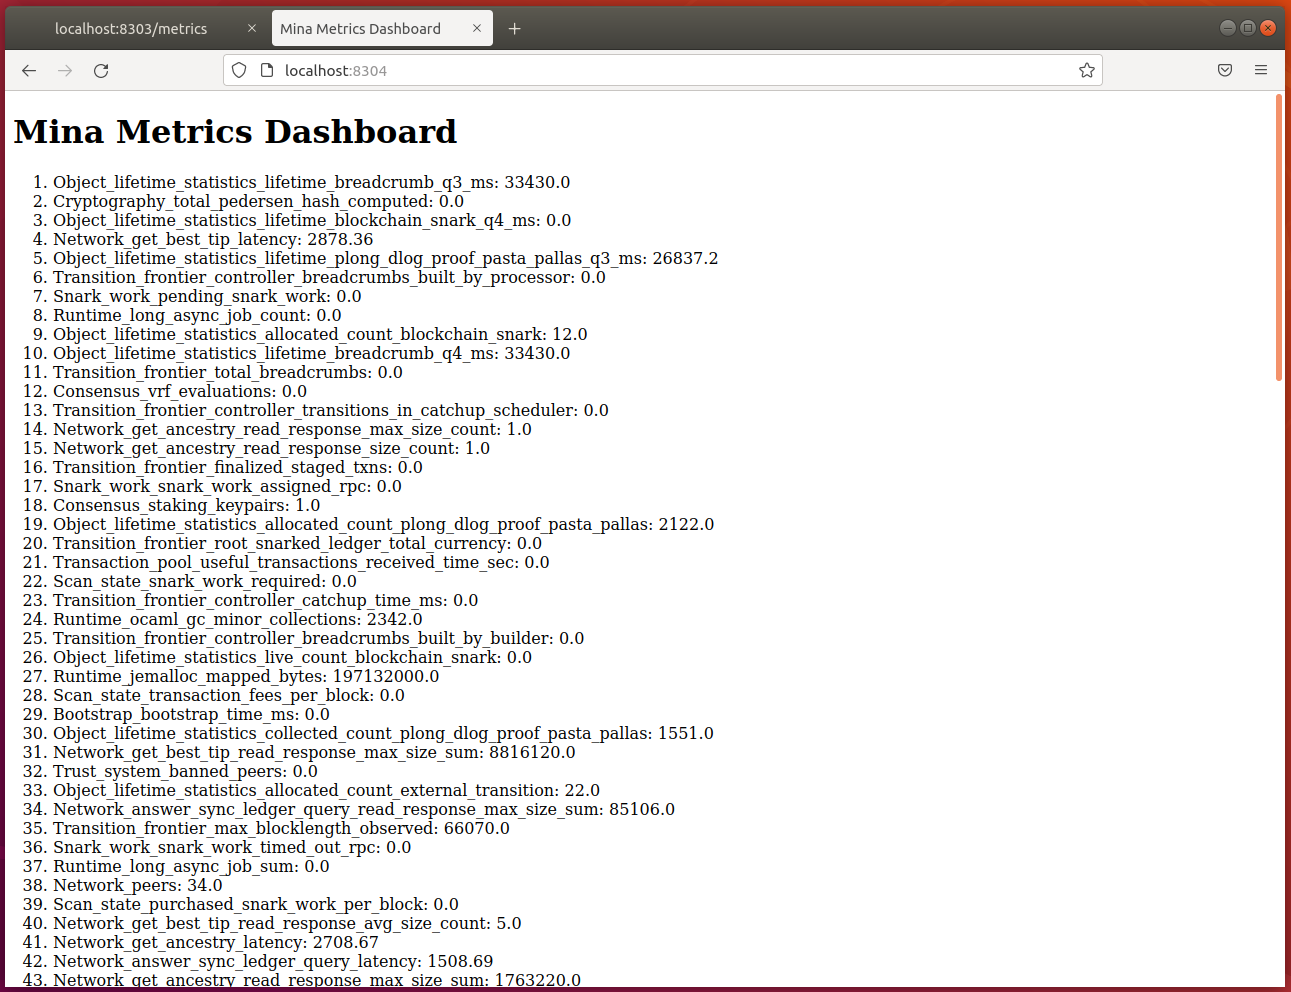 localhost:8303/metrics
Mina Metrics Dashboard
localhost:8304
Mina Metrics Dashboard
1. Object_lifetime_statistics_lifetime_breadcrumb_q3_ms: 33430.0
2. Cryptography_total_pedersen_hash_computed: 0.0
3. Object_lifetime_statistics_lifetime_blockchain_snark_q4_ms: 0.0
4. Network_get_best_tip_latency: 2878.36
5. Object_lifetime_statistics_lifetime_plong_dlog_proof_pasta_pallas_q3_ms: 26837.2
6. Transition_frontier_controller_breadcrumbs_built_by_processor: 0.0
7. Snark_work_pending_snark_work: 0.0
8. Runtime_long_async_job_count: 0.0
9. Object_lifetime_statistics_allocated_count_blockchain_snark: 12.0
10. Object_lifetime_statistics_lifetime_breadcrumb_q4_ms: 33430.0
11. Transition_frontier_total_breadcrumbs: 0.0
12. Consensus_vrf_evaluations: 0.0
13. Transition_frontier_controller_transitions_in_catchup_scheduler: 0.0
14. Network_get_ancestry_read_response_max_size_count: 1.0
15. Network_get_ancestry_read_response_size_count: 1.0
16. Transition_frontier_finalized_staged_txns: 0.0
17. Snark_work_snark_work_assigned_rpc: 0.0
18. Consensus_staking_keypairs: 1.0
19. Object_lifetime_statistics_allocated_count_plong_dlog_proof_pasta_pallas: 2122.0
20. Transition_frontier_root_snarked_ledger_total_currency: 0.0
21. Transaction_pool_useful_transactions_received_time_sec: 0.0
22. Scan_state_snark_work_required: 0.0
23. Transition_frontier_controller_catchup_time_ms: 0.0
24. Runtime_ocaml_gc_minor_collections: 2342.0
25. Transition_frontier_controller_breadcrumbs_built_by_builder: 0.0
26. Object_lifetime_statistics_live_count_blockchain_snark: 0.0
27. Runtime_jemalloc_mapped_bytes: 197132000.0
28. Scan_state_transaction_fees_per_block: 0.0
29. Bootstrap_bootstrap_time_ms: 0.0
30. Object_lifetime_statistics_collected_count_plong_dlog_proof_pasta_pallas: 1551.0
31. Network_get_best_tip_read_response_max_size_sum: 8816120.0
32. Trust_system_banned_peers: 0.0
33. Object_lifetime_statistics_allocated_count_external_transition: 22.0
34. Network_answer_sync_ledger_query_read_response_max_size_sum: 85106.0
35. Transition_frontier_max_blocklength_observed: 66070.0
36. Snark_work_snark_work_timed_out_rpc: 0.0
37. Runtime_long_async_job_sum: 0.0
38. Network_peers: 34.0
39. Scan_state_purchased_snark_work_per_block: 0.0
40. Network_get_best_tip_read_response_avg_size_count: 5.0
41. Network_get_ancestry_latency: 2708.67
42. Network_answer_sync_ledger_query_latency: 1508.69
43. Network_get_ancestry_read_response_max_size_sum: 1763220.0